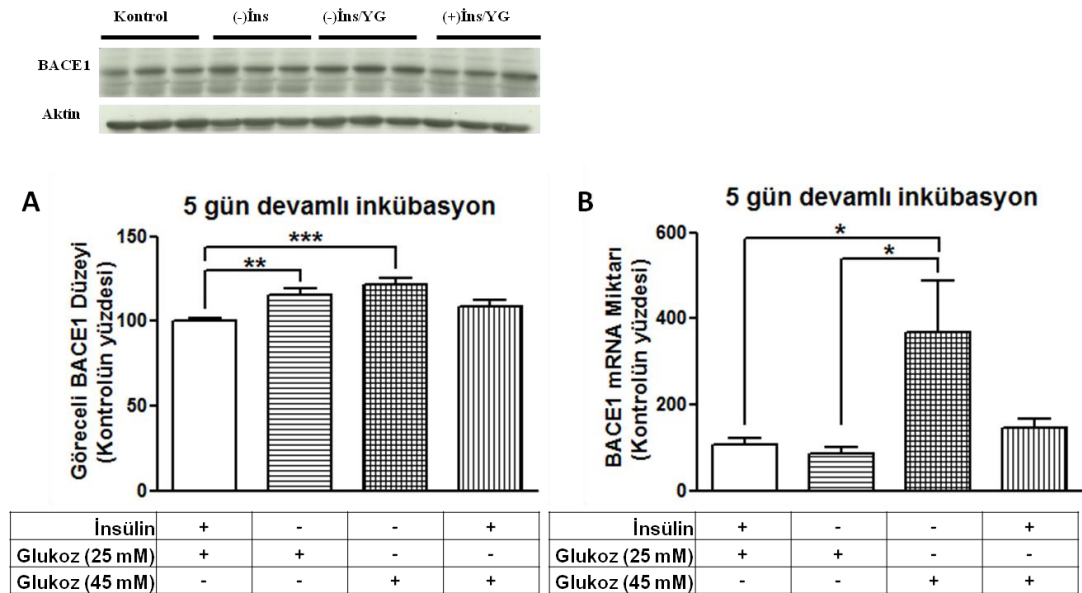 Kontrol (-)İns (-)İns/YG (+)İns/YG
BACE1
Aktin
A
5 gün devamlı inkübasyon
Göreceli BACE1 Düzeyi
(Kontrolün yüzdesi)
150
100
50
0
***
**
İnsülin + - - +
Glukoz (25 mM) + + - -
Glukoz (45 mM) - - + +
B
5 gün devamlı inkübasyon
BACE1 mRNA Miktarı
(Kontrolün yüzdesi)
600
400
200
0
*
*
İnsülin + - - +
Glukoz (25 mM) + + - -
Glukoz (45 mM) - - + +